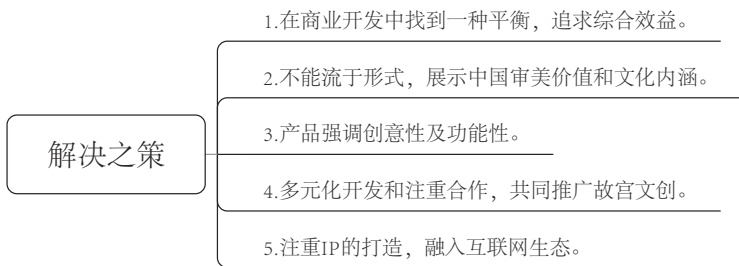 1.在商业开发中找到一种平衡，追求综合效益。
2.不能流于形式，展示中国审美价值和文化内涵。
解决之策
3.产品强调创意性及功能性。
4.多元化开发和注重合作，共同推广故宫文创。
5.注重IP的打造，融入互联网生态。